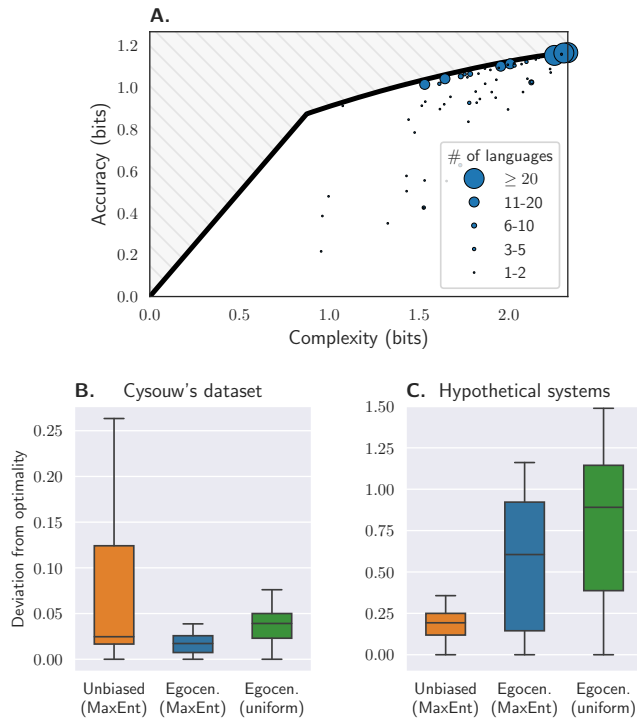 A.
1.2
1.0
0.8
0.6
0.4
0.2
0.0
Accuracy (bits)
# of languages
≥ 20
11-20
6-10
3-5
1-2
0.0 0.5 1.0 1.5 2.0
Complexity (bits)
B. Cysouw's dataset
Deviation from optimality
0.25
0.20
0.15
0.10
0.05
0.00
Unbiased Egocen. Egocen.
(MaxEnt) (MaxEnt) (uniform)
C. Hypothetical systems
1.50
1.25
1.00
0.75
0.50
0.25
0.00
Unbiased Egocen. Egocen.
(MaxEnt) (MaxEnt) (uniform)